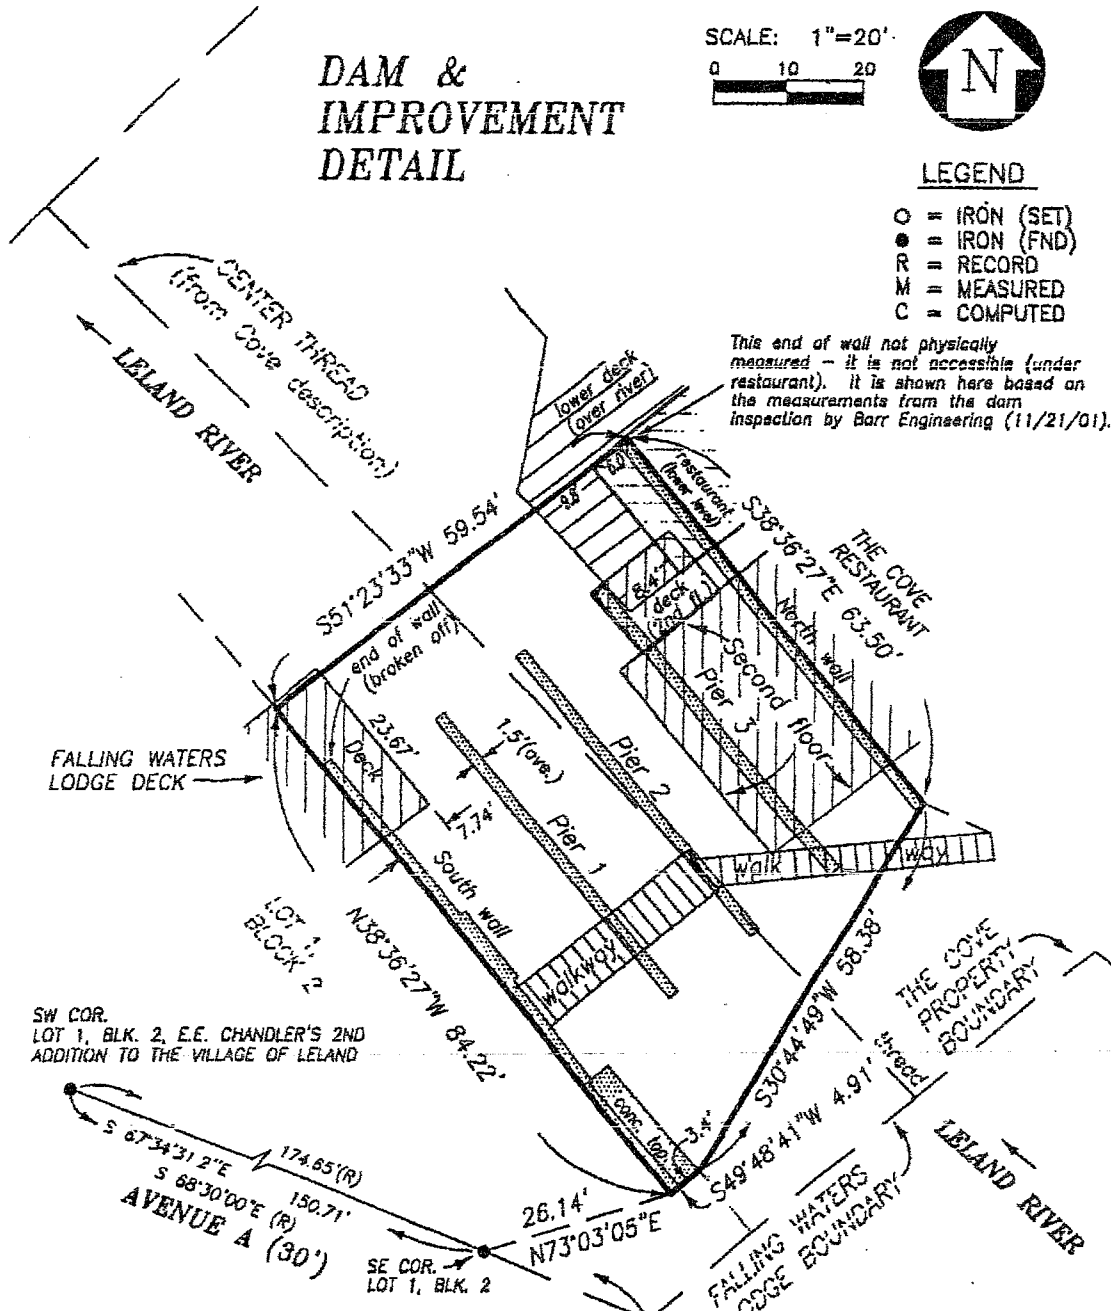 DAM &
IMPROVEMENT
DETAIL
SCALE: 1"=20'
0 10 20
N
LEGEND
O = IRON (SET)
● = IRON (FND)
R = RECORD
M = MEASURED
C = COMPUTED
This end of wall not physically
measured - it is not accessible (under
restaurant). It is shown here based on
the measurements from the dam
inspection by Barr Engineering (11/21/01).
CENTER THREAD
(from Cove description)
LELAND RIVER
lower deck
(over river)
restaurant
(lower level)
6.0'
9.8'
S38°36'27"E 63.50'
THE COVE
RESTAURANT
North wall
S51°23'33"W 59.54'
end of wall
(broken off)
8.4'
deck
(2nd fl.)
Second floor
Pier 3
Pier 2
1.5'(ave.)
Pier 1
23.67'
Deck
7.74'
FALLING WATERS
LODGE DECK
South wall
walk way
walkway
LOT 1,
BLOCK 2
N38°36'27"W 84.22'
S30°44'49"W 58.38'
THE COVE
PROPERTY
BOUNDARY
thread
S49°48'41"W 4.91'
conc. top
3.4'
SW COR.
LOT 1, BLK. 2, E.E. CHANDLER'S 2ND
ADDITION TO THE VILLAGE OF LELAND
S 67°34'31.2"E 174.65'(R)
S 68°30'00"E (R) 150.71'
AVENUE A (30')
26.14'
N73°03'05"E
SE COR.
LOT 1, BLK. 2
FALLING WATERS
LODGE BOUNDARY
LELAND RIVER